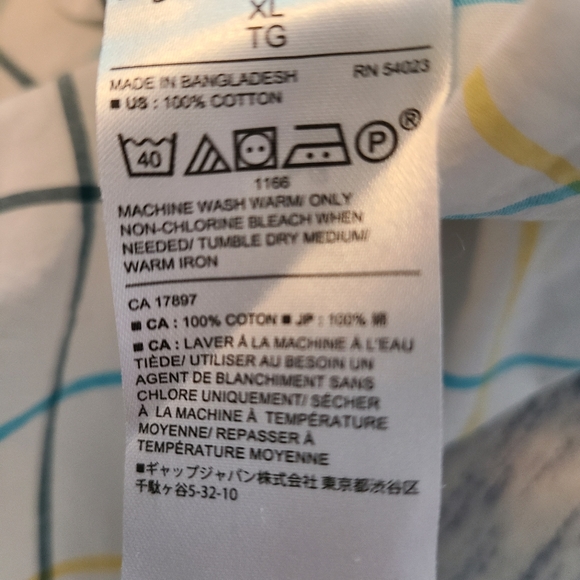 XL
TG
MADE IN BANGLADESH RN 54023
■ US : 100% COTTON
40 P ®
1166
MACHINE WASH WARM/ ONLY
NON-CHLORINE BLEACH WHEN
NEEDED/ TUMBLE DRY MEDIUM/
WARM IRON
CA 17897
■ CA : 100% COTON ■ JP : 100% 綿
■ CA : LAVER À LA MACHINE À L'EAU
TIÈDE/ UTILISER AU BESOIN UN
AGENT DE BLANCHIMENT SANS
CHLORE UNIQUEMENT/ SÉCHER
À LA MACHINE À TEMPÉRATURE
MOYENNE/ REPASSER À
TEMPÉRATURE MOYENNE
■ギャップジャパン株式会社 東京都渋谷区
千駄ヶ谷5-32-10